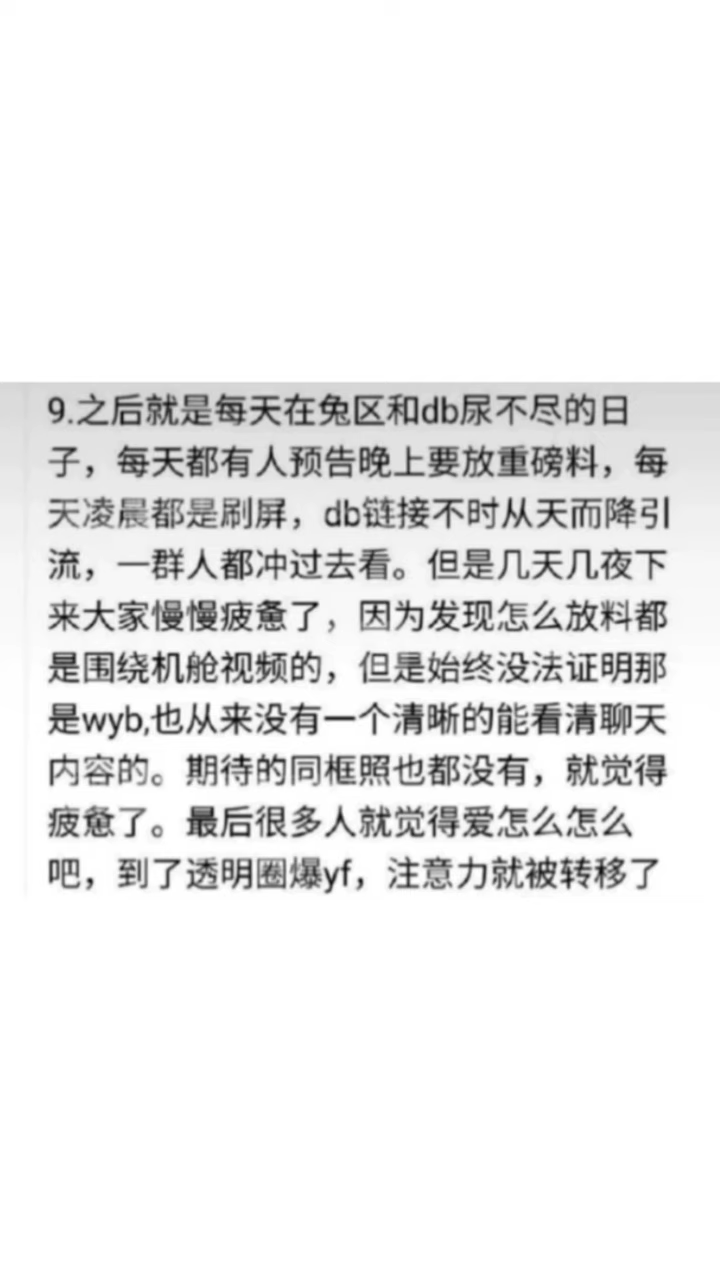 9.之后就是每天在兔区和db尿不尽的日
子，每天都有人预告晚上要放重磅料，每
天凌晨都是刷屏，db链接不时从天而降引
流，一群人都冲过去看。但是几天几夜下
来大家慢慢疲惫了，因为发现怎么放料都
是围绕机舱视频的，但是始终没法证明那
是wyb,也从来没有一个清晰的能看清聊天
内容的。期待的同框照也都没有，就觉得
疲惫了。最后很多人就觉得爱怎么怎么
吧，到了透明圈爆yf，注意力就被转移了